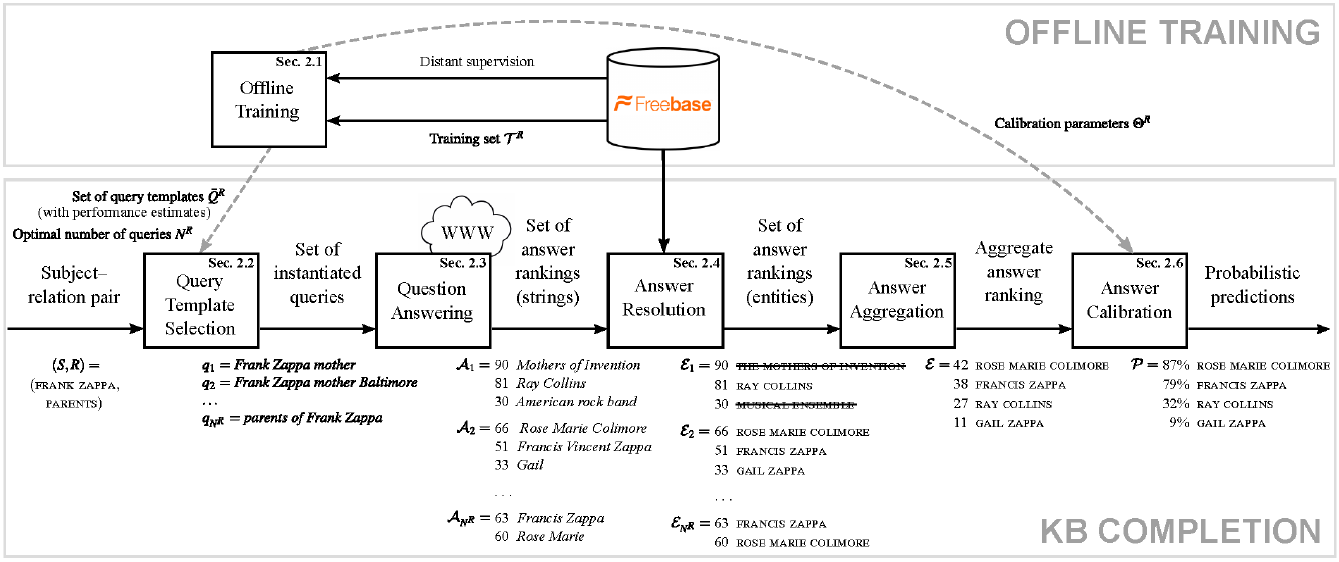 OFFLINE TRAINING
Sec. 2.1
Offline
Training
Distant supervision
Training set 𝒯^R
Freebase
Calibration parameters Θ^R
Set of query templates Q̄^R
(with performance estimates)
Optimal number of queries N^R
Subject–
relation pair
Sec. 2.2
Query
Template
Selection
Set of
instantiated
queries
WWW
Sec. 2.3
Question
Answering
Set of
answer
rankings
(strings)
Sec. 2.4
Answer
Resolution
Set of
answer
rankings
(entities)
Sec. 2.5
Answer
Aggregation
Aggregate
answer
ranking
Sec. 2.6
Answer
Calibration
Probabilistic
predictions
(S,R) =
(FRANK ZAPPA,
PARENTS)
q₁ = Frank Zappa mother
q₂ = Frank Zappa mother Baltimore
...
q_N^R = parents of Frank Zappa
𝒜₁ = 90 Mothers of Invention
81 Ray Collins
30 American rock band
𝒜₂ = 66 Rose Marie Colimore
51 Francis Vincent Zappa
33 Gail
...
𝒜_N^R = 63 Francis Zappa
60 Rose Marie
ℰ₁ = 90 THE MOTHERS OF INVENTION
81 RAY COLLINS
30 MUSICAL ENSEMBLE
ℰ₂ = 66 ROSE MARIE COLIMORE
51 FRANCIS ZAPPA
33 GAIL ZAPPA
...
ℰ_N^R = 63 FRANCIS ZAPPA
60 ROSE MARIE COLIMORE
ℰ = 42 ROSE MARIE COLIMORE
38 FRANCIS ZAPPA
27 RAY COLLINS
11 GAIL ZAPPA
𝒫 = 87% ROSE MARIE COLIMORE
79% FRANCIS ZAPPA
32% RAY COLLINS
9% GAIL ZAPPA
KB COMPLETION